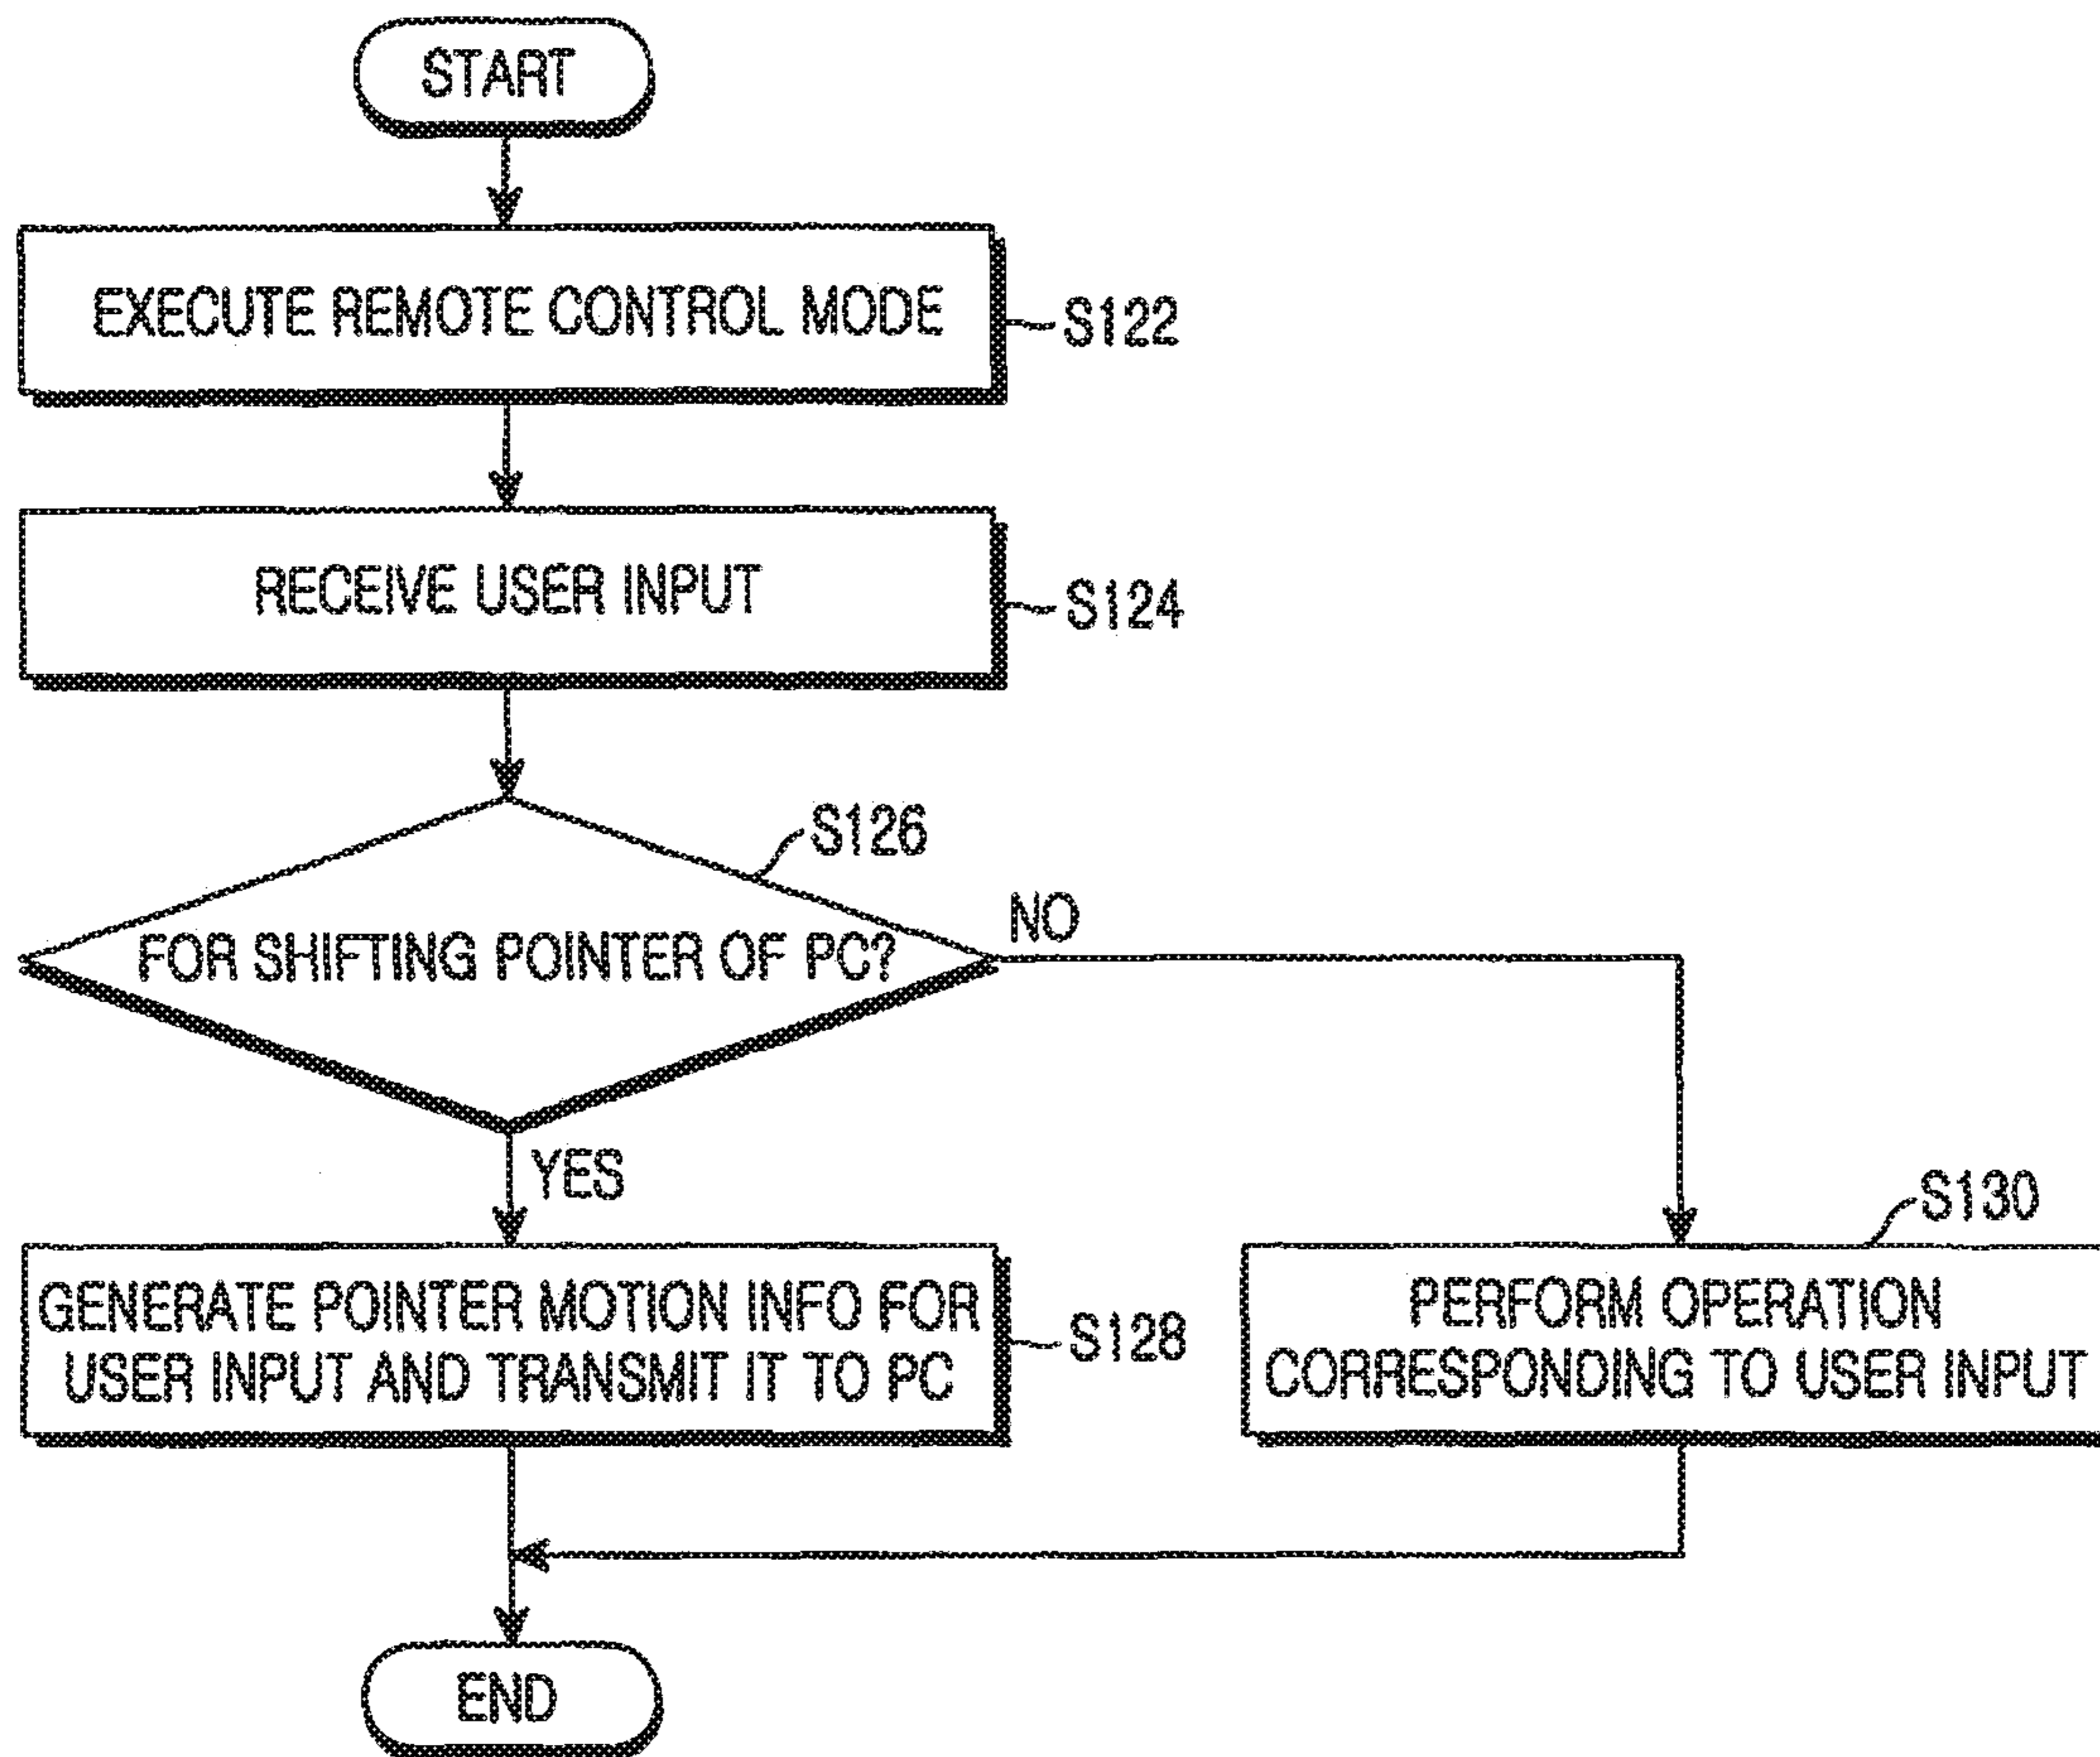 START
EXECUTE REMOTE CONTROL MODE
S122
RECEIVE USER INPUT
S124
S126
FOR SHIFTING POINTER OF PC?
NO
YES
S130
GENERATE POINTER MOTION INFO FOR
USER INPUT AND TRANSMIT IT TO PC
S128
PERFORM OPERATION
CORRESPONDING TO USER INPUT
END